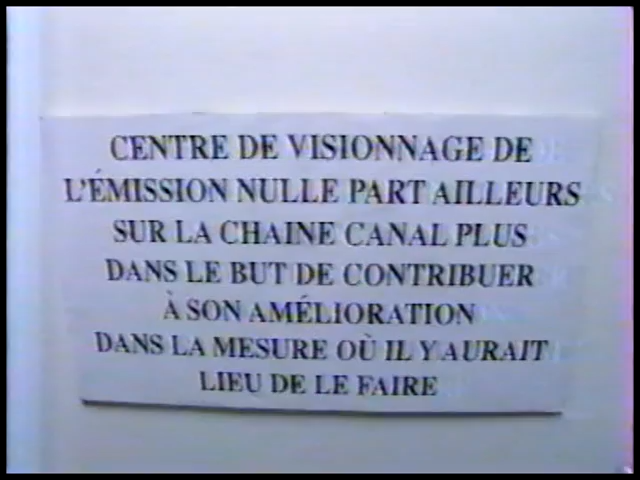 CENTRE DE VISIONNAGE DE
L'ÉMISSION NULLE PART AILLEURS
SUR LA CHAINE CANAL PLUS
DANS LE BUT DE CONTRIBUER
À SON AMÉLIORATION
DANS LA MESURE OÙ IL Y AURAIT
LIEU DE LE FAIRE